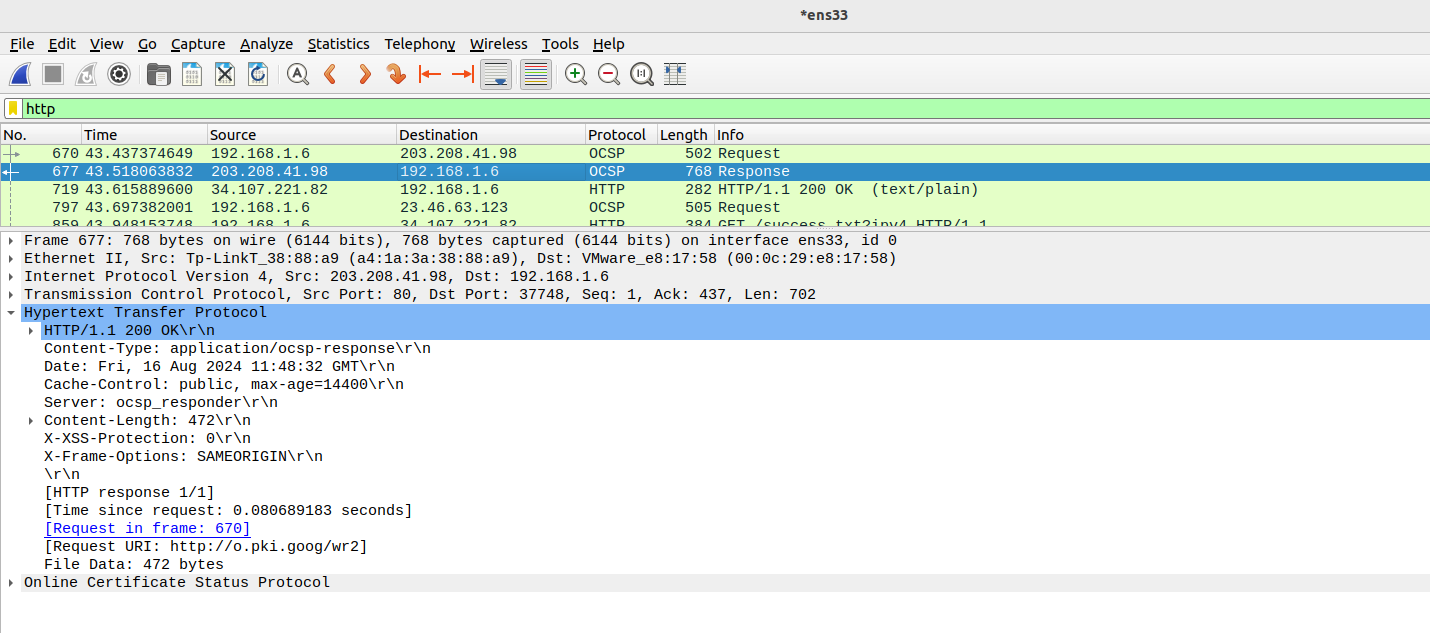 *ens33
File Edit View Go Capture Analyze Statistics Telephony Wireless Tools Help
http
No. Time Source Destination Protocol Length Info
670 43.437374649 192.168.1.6 203.208.41.98 OCSP 502 Request
677 43.518063832 203.208.41.98 192.168.1.6 OCSP 768 Response
719 43.615889600 34.107.221.82 192.168.1.6 HTTP 282 HTTP/1.1 200 OK (text/plain)
797 43.697382001 192.168.1.6 23.46.63.123 OCSP 505 Request
859 43.948153748 192.168.1.6 34.107.221.82 HTTP 384 GET /success.txt?ipv4 HTTP/1.1
Frame 677: 768 bytes on wire (6144 bits), 768 bytes captured (6144 bits) on interface ens33, id 0
Ethernet II, Src: Tp-LinkT_38:88:a9 (a4:1a:3a:38:88:a9), Dst: VMware_e8:17:58 (00:0c:29:e8:17:58)
Internet Protocol Version 4, Src: 203.208.41.98, Dst: 192.168.1.6
Transmission Control Protocol, Src Port: 80, Dst Port: 37748, Seq: 1, Ack: 437, Len: 702
Hypertext Transfer Protocol
HTTP/1.1 200 OK\r\n
Content-Type: application/ocsp-response\r\n
Date: Fri, 16 Aug 2024 11:48:32 GMT\r\n
Cache-Control: public, max-age=14400\r\n
Server: ocsp_responder\r\n
Content-Length: 472\r\n
X-XSS-Protection: 0\r\n
X-Frame-Options: SAMEORIGIN\r\n
\r\n
[HTTP response 1/1]
[Time since request: 0.080689183 seconds]
[Request in frame: 670]
[Request URI: http://o.pki.goog/wr2]
File Data: 472 bytes
Online Certificate Status Protocol